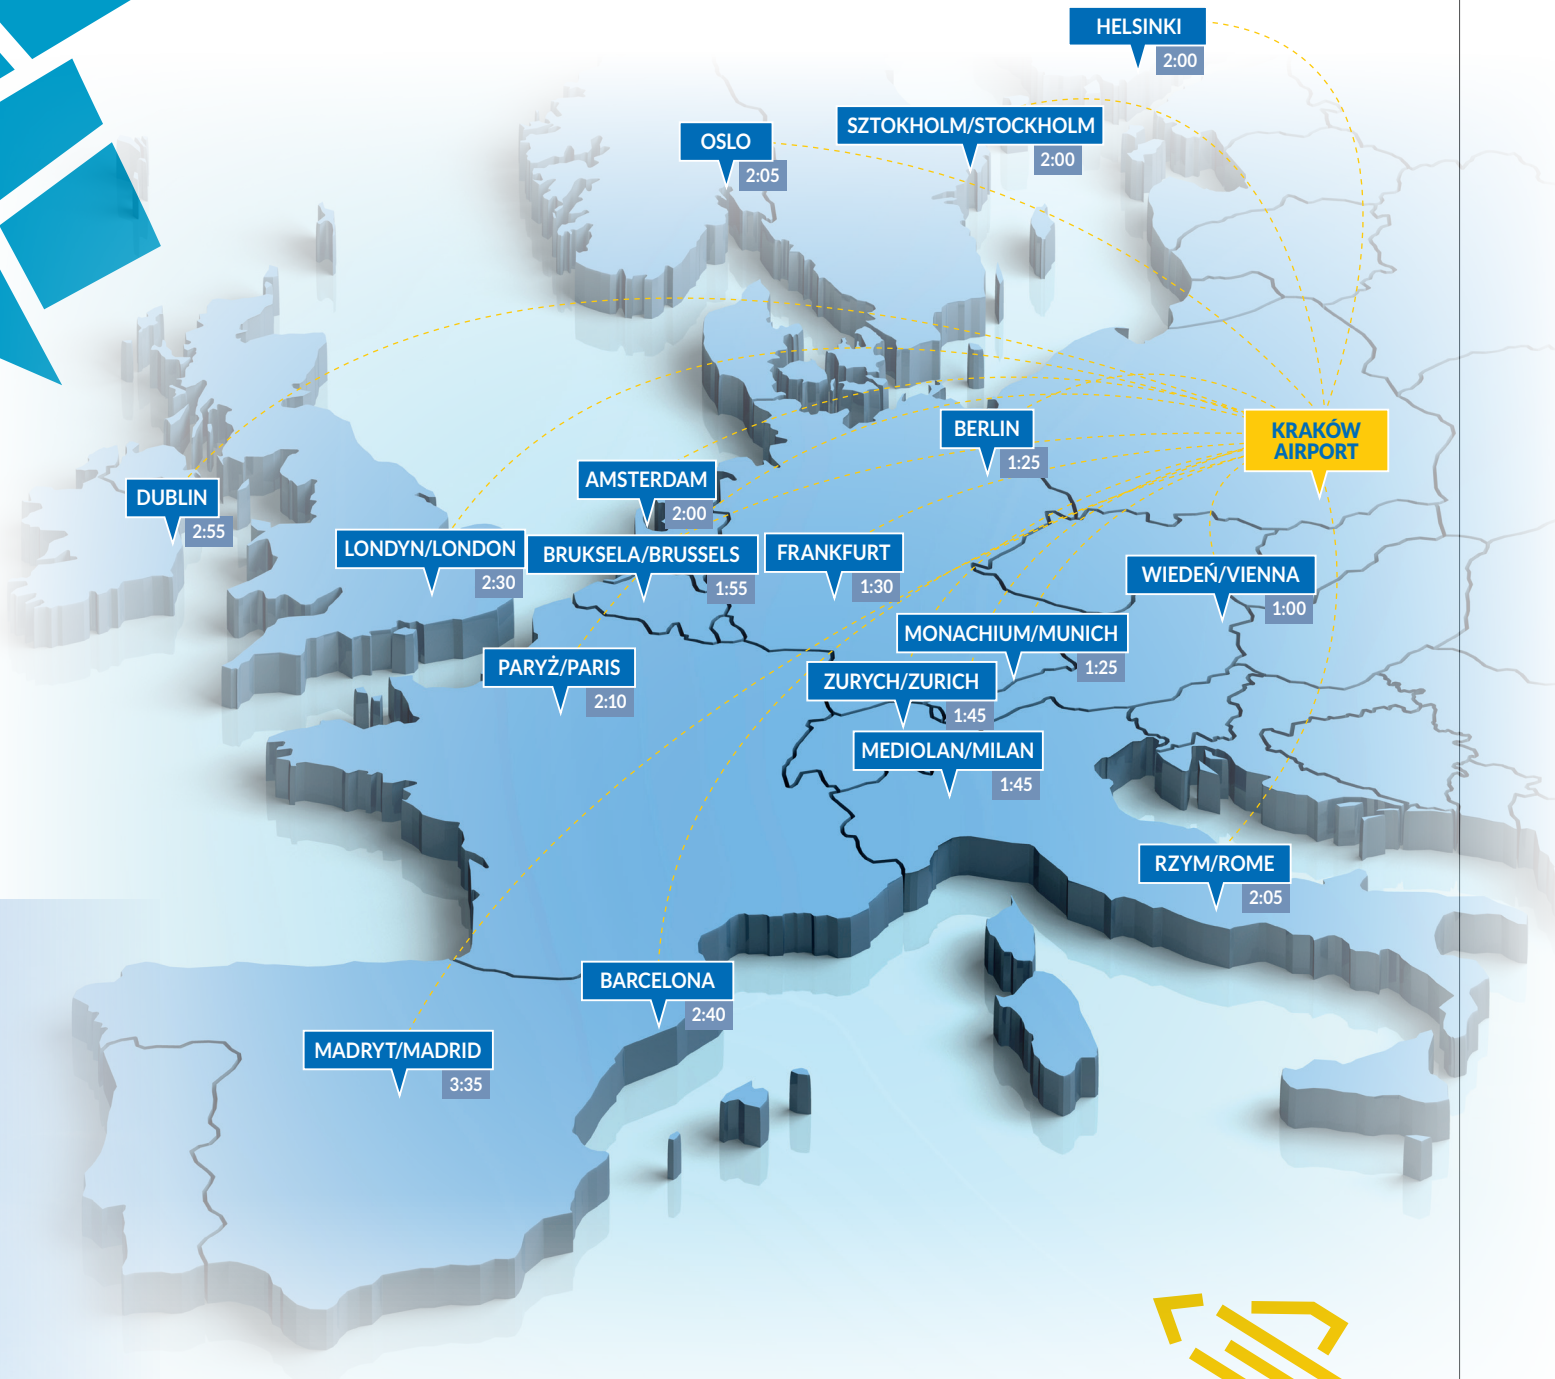 HELSINKI
2:00
SZTOKHOLM/STOCKHOLM
2:00
OSLO
2:05
BERLIN
1:25
KRAKÓW
AIRPORT
AMSTERDAM
2:00
DUBLIN
2:55
LONDYN/LONDON
2:30
BRUKSELA/BRUSSELS
1:55
FRANKFURT
1:30
WIEDEŃ/VIENNA
1:00
MONACHIUM/MUNICH
1:25
PARYŻ/PARIS
2:10
ZURYCH/ZURICH
1:45
MEDIOLAN/MILAN
1:45
RZYM/ROME
2:05
BARCELONA
2:40
MADRYT/MADRID
3:35